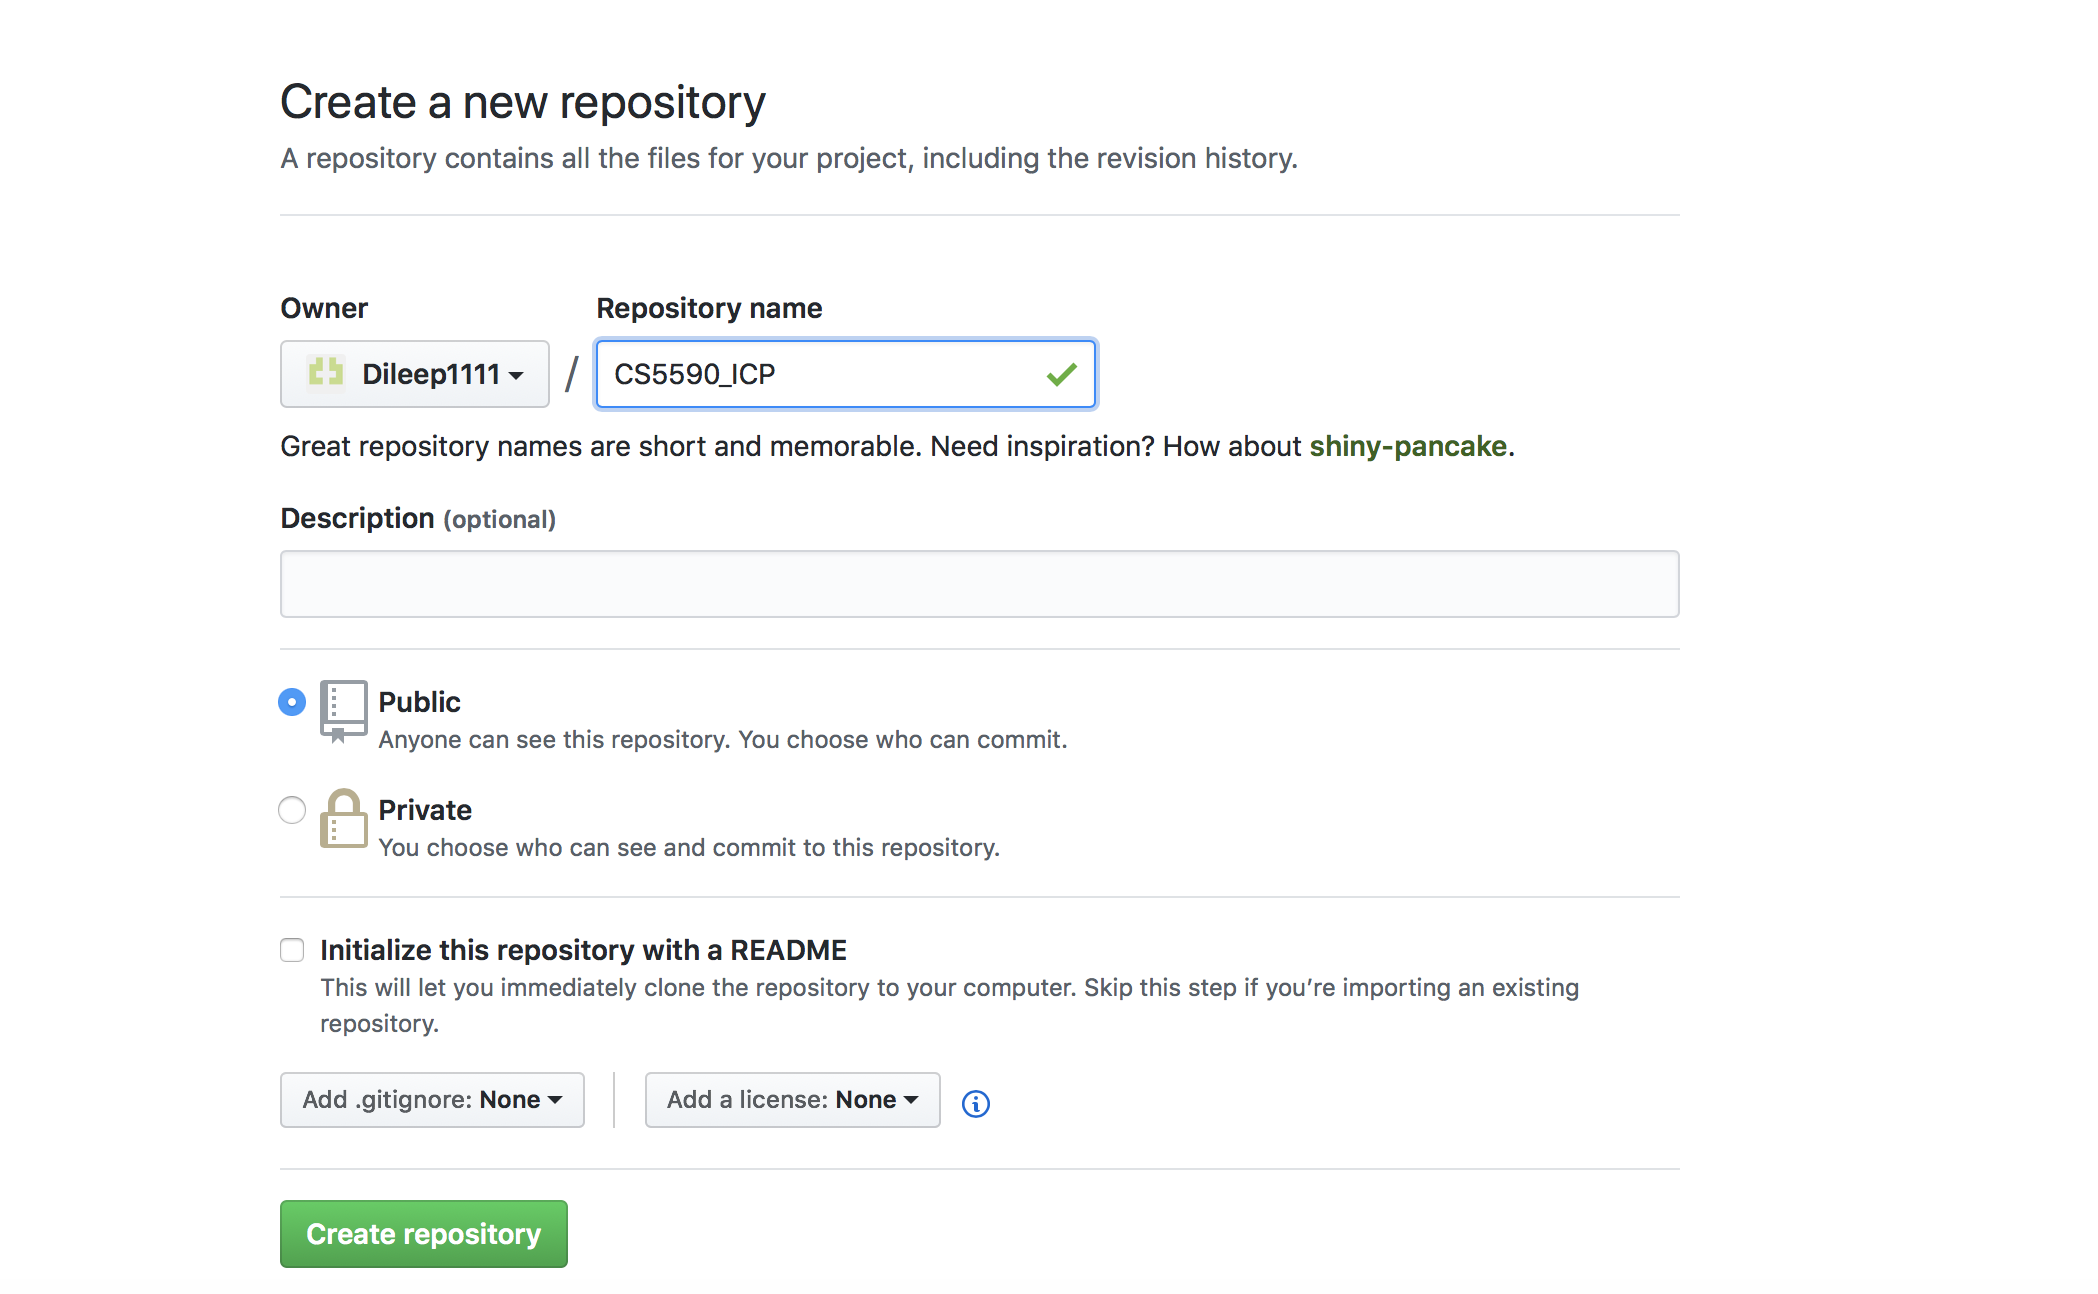 Create a new repository
A repository contains all the files for your project, including the revision history.
Owner Repository name
Dileep1111 / CS5590_ICP
Great repository names are short and memorable. Need inspiration? How about shiny-pancake.
Description (optional)
Public
Anyone can see this repository. You choose who can commit.
Private
You choose who can see and commit to this repository.
Initialize this repository with a README
This will let you immediately clone the repository to your computer. Skip this step if you’re importing an existing
repository.
Add .gitignore: None Add a license: None
Create repository